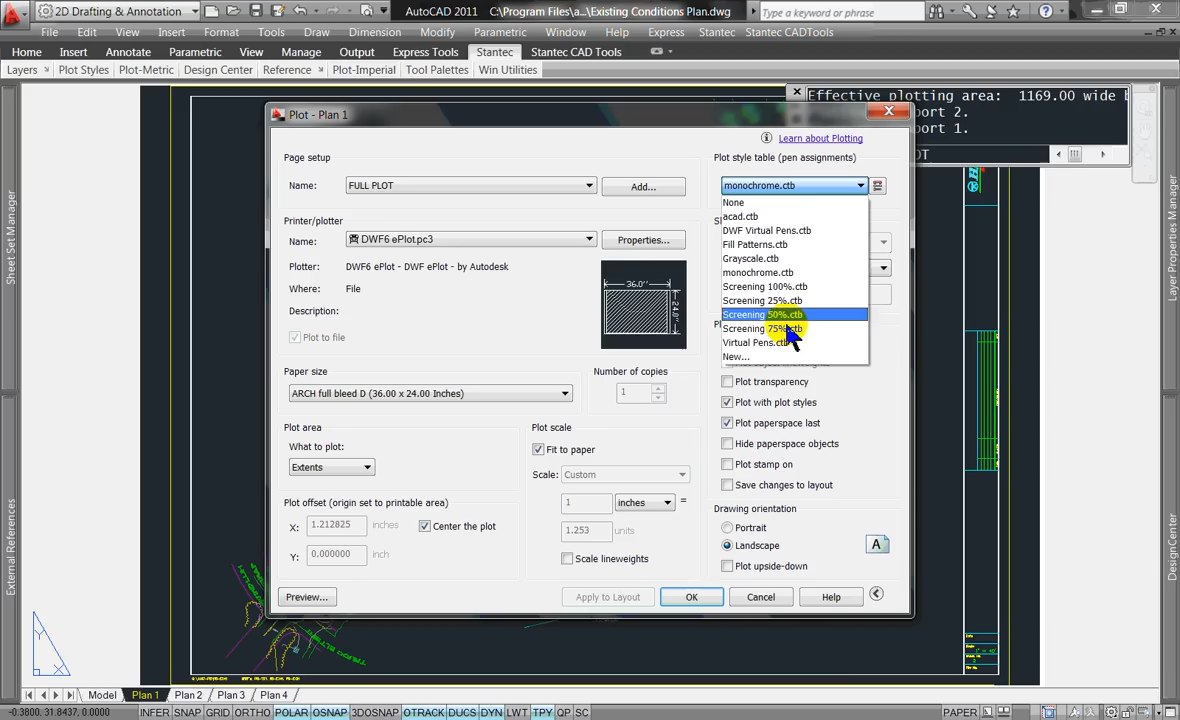 2D Drafting & Annotation
AutoCAD 2011 C:\Program Files\a...\Existing Conditions Plan.dwg
Type a keyword or phrase
File Edit View Insert Format Tools Draw Dimension Modify Parametric Window Help Express Stantec Stantec CADTools
Home Insert Annotate Parametric View Manage Output Express Tools Stantec Stantec CAD Tools
Layers Plot Styles Plot-Metric Design Center Reference Plot-Imperial Tool Palettes Win Utilities
Effective plotting area: 1169.00 wide b
port 2.
port 1.
OT
Plot - Plan 1
Learn about Plotting
Page setup
Name: FULL PLOT Add...
Printer/plotter
Name: DWF6 ePlot.pc3 Properties...
Plotter: DWF6 ePlot - DWF ePlot - by Autodesk
Where: File
Description:
Plot to file
36.0''
24.0''
Paper size
ARCH full bleed D (36.00 x 24.00 Inches)
Number of copies
1
Plot area
What to plot:
Extents
Plot offset (origin set to printable area)
X: 1.212825 inches
Center the plot
Y: 0.000000 inch
Plot scale
Fit to paper
Scale: Custom
1 inches =
1.253 units
Scale lineweights
Plot style table (pen assignments)
monochrome.ctb
None
acad.ctb
DWF Virtual Pens.ctb
Fill Patterns.ctb
Grayscale.ctb
monochrome.ctb
Screening 100%.ctb
Screening 25%.ctb
Screening 50%.ctb
Screening 75%.ctb
Virtual Pens.ctb
New...
Plot transparency
Plot with plot styles
Plot paperspace last
Hide paperspace objects
Plot stamp on
Save changes to layout
Drawing orientation
Portrait
Landscape
Plot upside-down
A
Preview... Apply to Layout OK Cancel Help
Sheet Set Manager
External References
Layer Properties Manager
DesignCenter
Y
X
Model Plan 1 Plan 2 Plan 3 Plan 4
-0.3800, 31.8437, 0.0000 INFER SNAP GRID ORTHO POLAR OSNAP 3DOSNAP OTRACK DUCS DYN LWT TPY QP SC PAPER